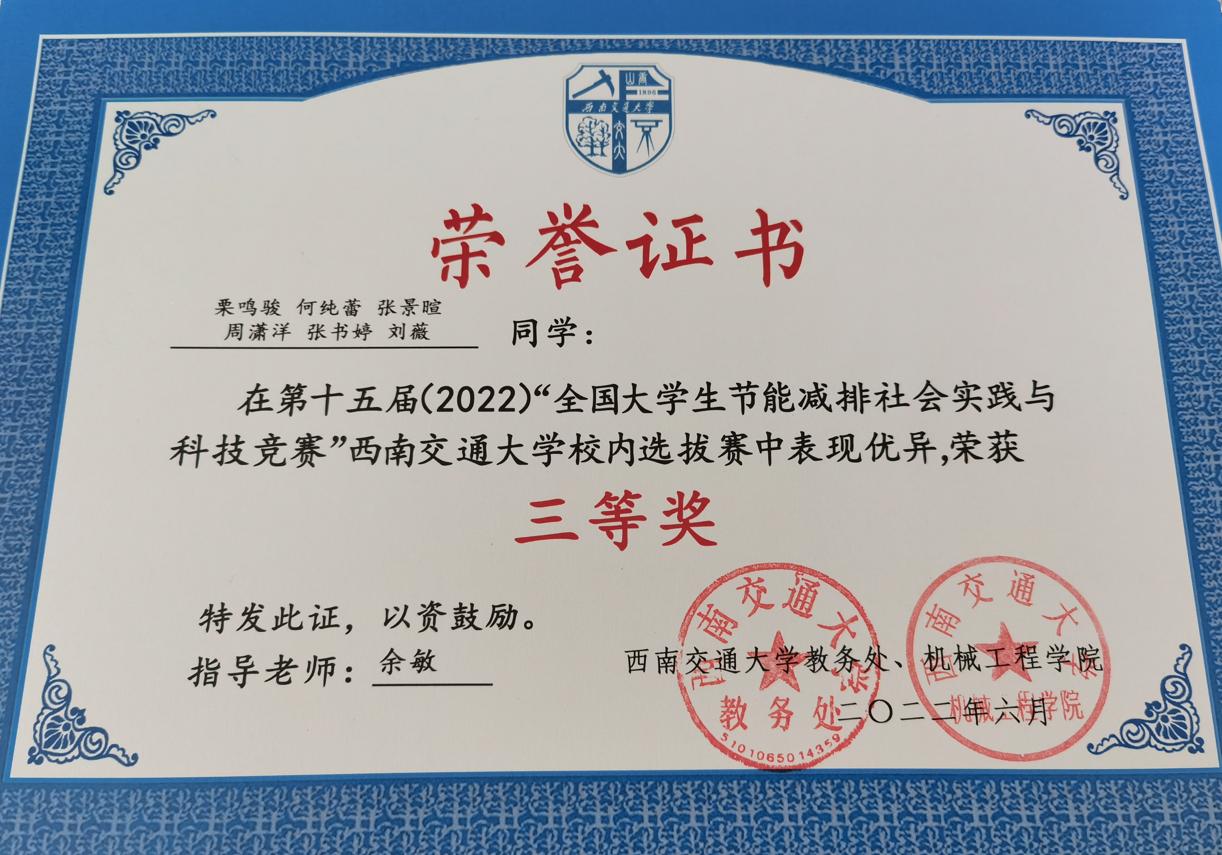 唐山
1896
西南交通大学
交大
荣誉证书
栗鸣骏 何纯蕾 张景暄
周潇洋 张书婷 刘薇
同学：
在第十五届(2022)“全国大学生节能减排社会实践与
科技竞赛”西南交通大学校内选拔赛中表现优异,荣获
三等奖
特发此证，以资鼓励。
指导老师：余敏
西南交通大学教务处、机械工程学院
二〇二二年六月
西南交通大学
教务处
5101065014359
西南交通大学
机械工程学院